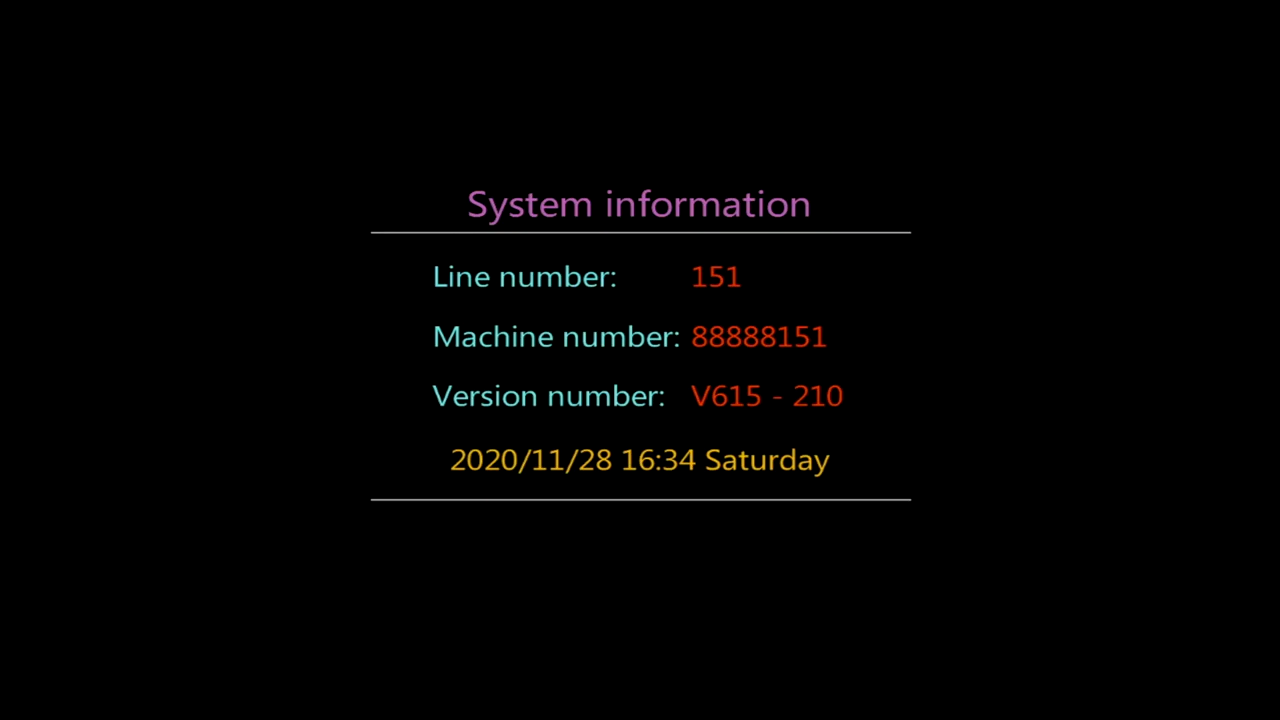 System information
Line number: 151
Machine number: 88888151
Version number: V615 - 210
2020/11/28 16:34 Saturday